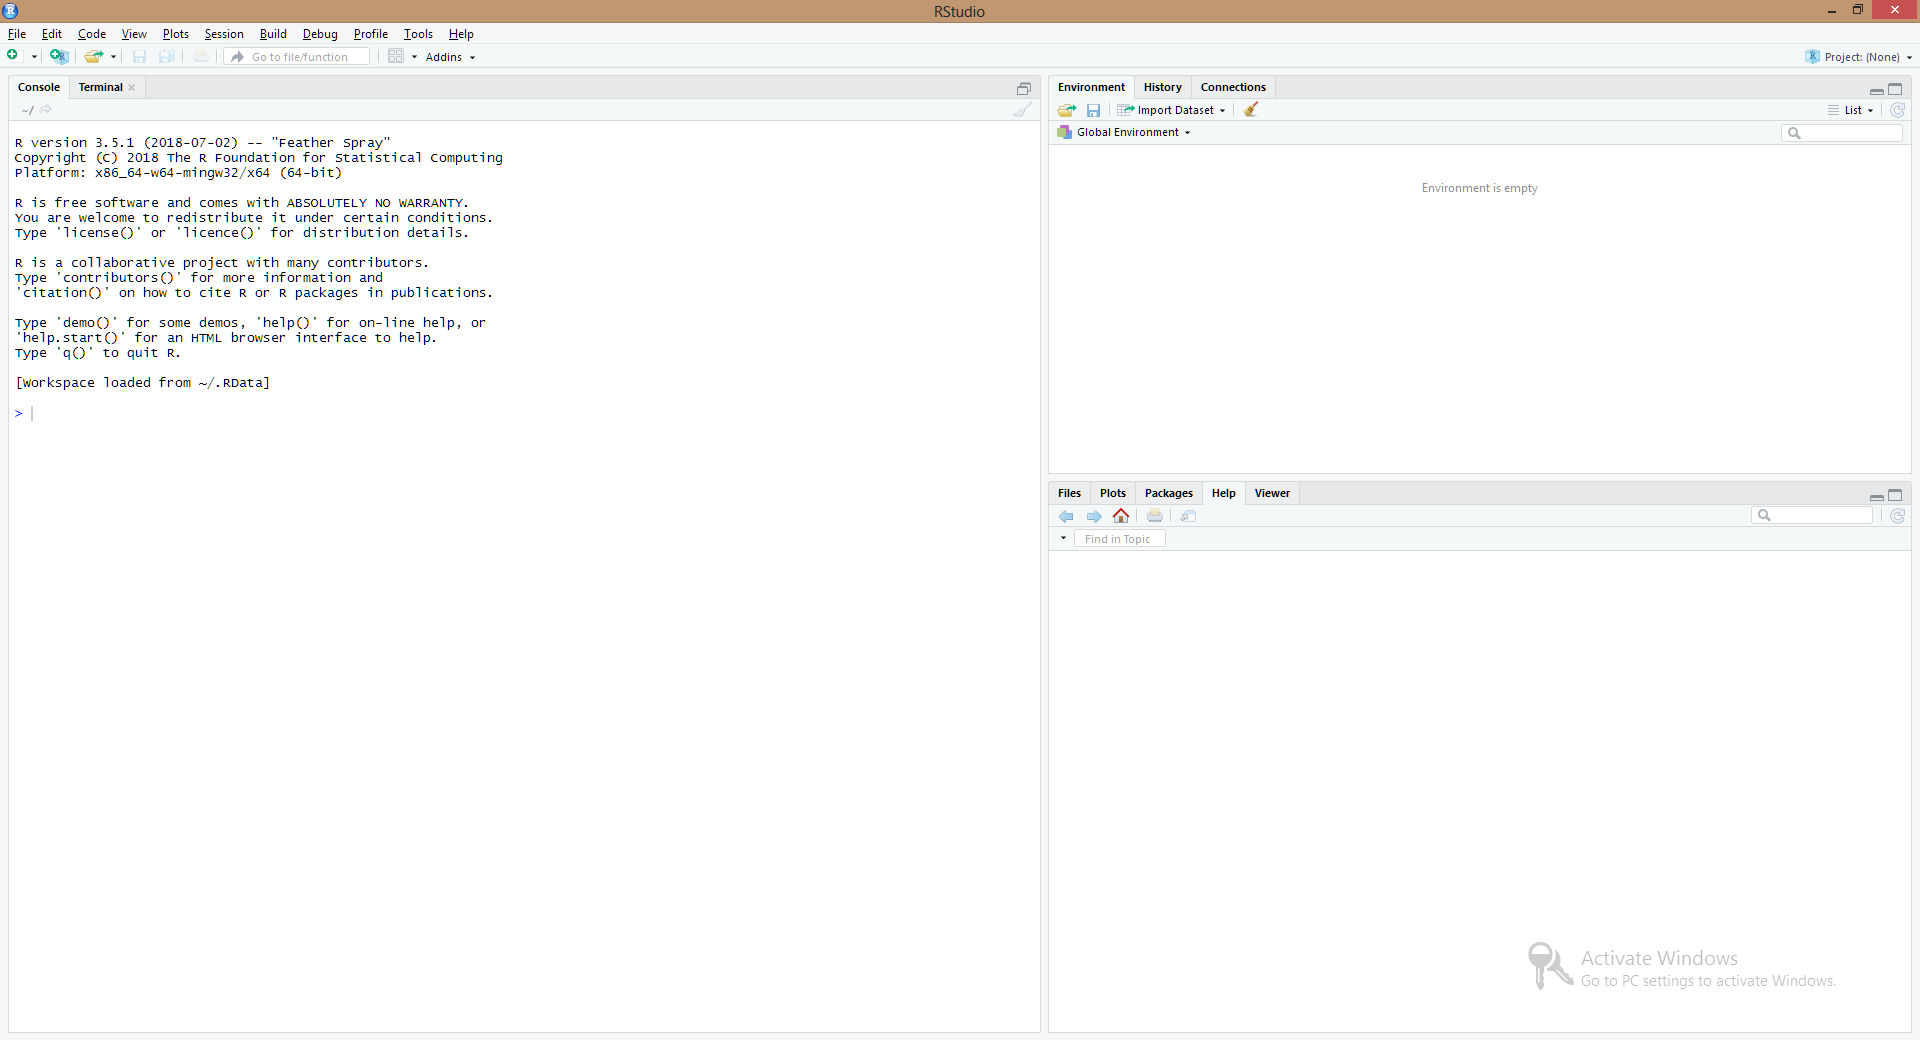 RStudio
File Edit Code View Plots Session Build Debug Profile Tools Help
Go to file/function Addins Project: (None)
Console Terminal
~/
R version 3.5.1 (2018-07-02) -- "Feather Spray"
Copyright (C) 2018 The R Foundation for Statistical Computing
Platform: x86_64-w64-mingw32/x64 (64-bit)
R is free software and comes with ABSOLUTELY NO WARRANTY.
You are welcome to redistribute it under certain conditions.
Type 'license()' or 'licence()' for distribution details.
R is a collaborative project with many contributors.
Type 'contributors()' for more information and
'citation()' on how to cite R or R packages in publications.
Type 'demo()' for some demos, 'help()' for on-line help, or
'help.start()' for an HTML browser interface to help.
Type 'q()' to quit R.
[Workspace loaded from ~/.RData]
>
Environment History Connections
Import Dataset List
Global Environment
Environment is empty
Files Plots Packages Help Viewer
Find in Topic
Activate Windows
Go to PC settings to activate Windows.